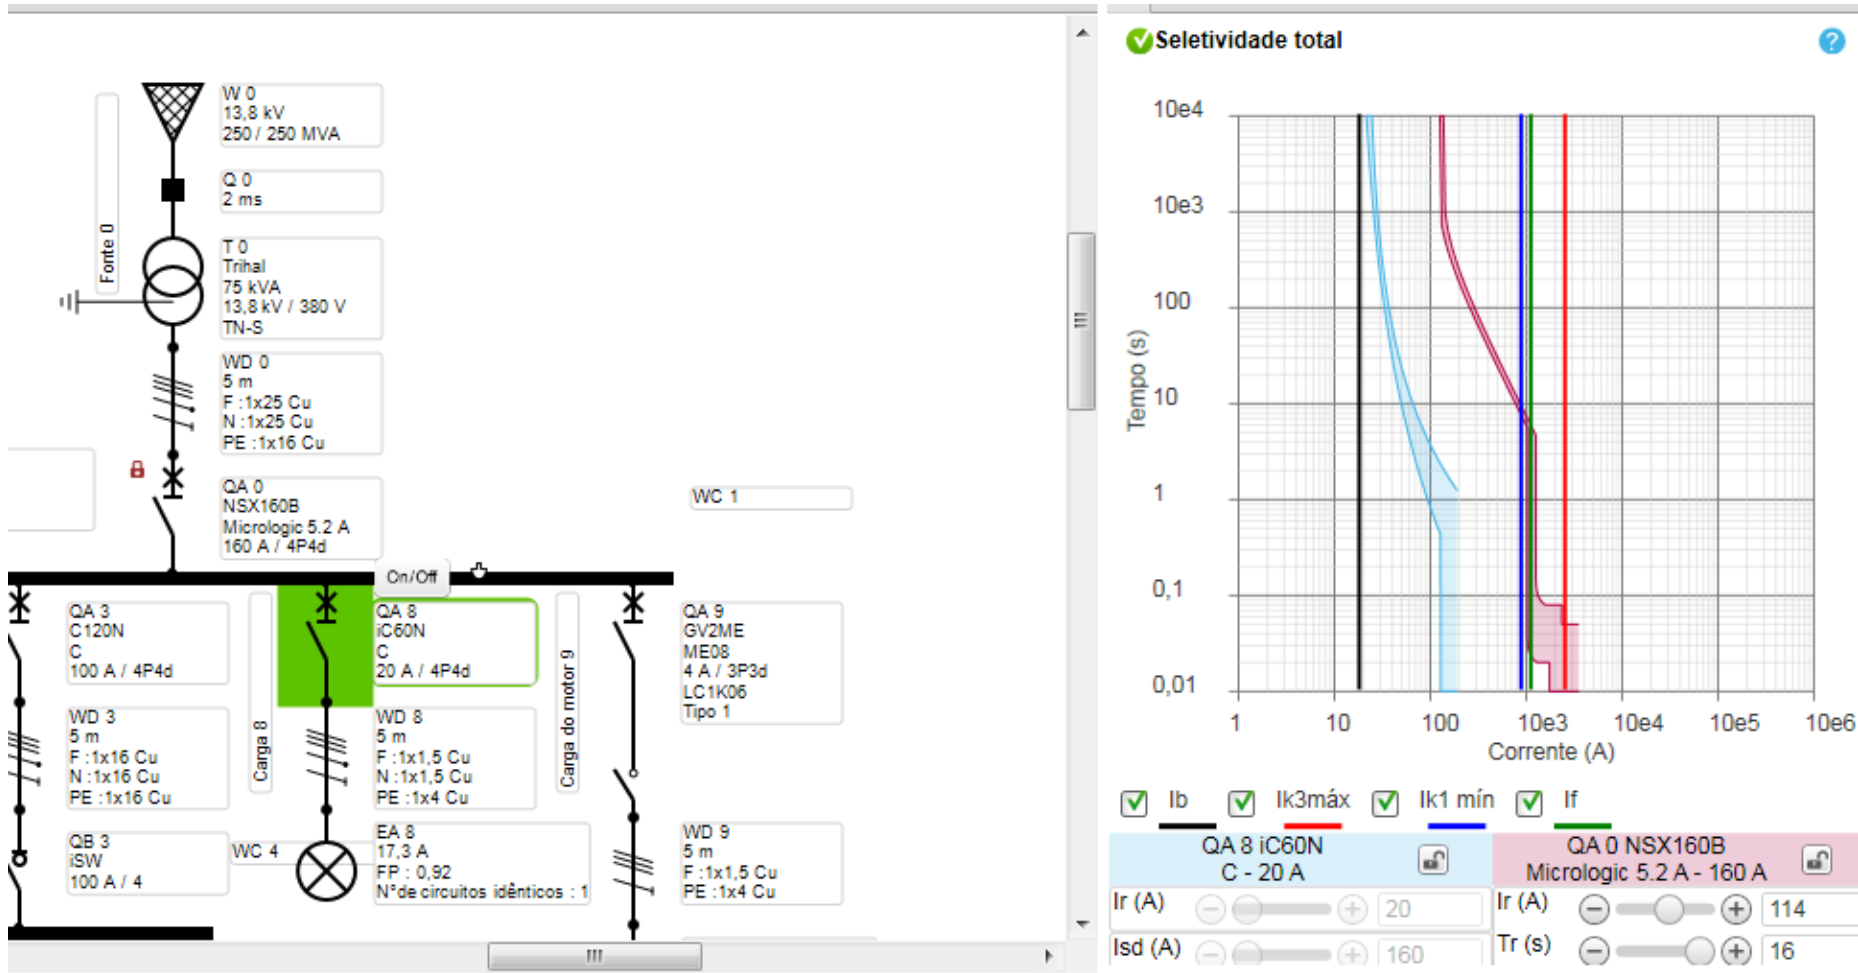 W 0
13,8 kV
250 / 250 MVA
Q 0
2 ms
Fonte 0
T 0
Trihal
75 kVA
13,8 kV / 380 V
TN-S
WD 0
5 m
F :1x25 Cu
N :1x25 Cu
PE :1x16 Cu
QA 0
NSX160B
Micrologic 5.2 A
160 A / 4P4d
WC 1
On/Off
QA 3
C120N
C
100 A / 4P4d
WD 3
5 m
F :1x16 Cu
N :1x16 Cu
PE :1x16 Cu
QB 3
iSW
100 A / 4
Carga 8
QA 8
iC60N
C
20 A / 4P4d
WD 8
5 m
F :1x1,5 Cu
N :1x1,5 Cu
PE :1x4 Cu
WC 4
EA 8
17,3 A
FP : 0,92
N°de circuitos idênticos : 1
Carga do motor 9
QA 9
GV2ME
ME08
4 A / 3P3d
LC1K06
Tipo 1
WD 9
5 m
F :1x1,5 Cu
PE :1x4 Cu
Seletividade total
?
Tempo (s)
10e4
10e3
100
10
1
0,1
0,01
1 10 100 10e3 10e4 10e5 10e6
Corrente (A)
Ib Ik3máx Ik1 mín If
QA 8 iC60N
C - 20 A
QA 0 NSX160B
Micrologic 5.2 A - 160 A
Ir (A) 20
Isd (A) 160
Ir (A) 114
Tr (s) 16